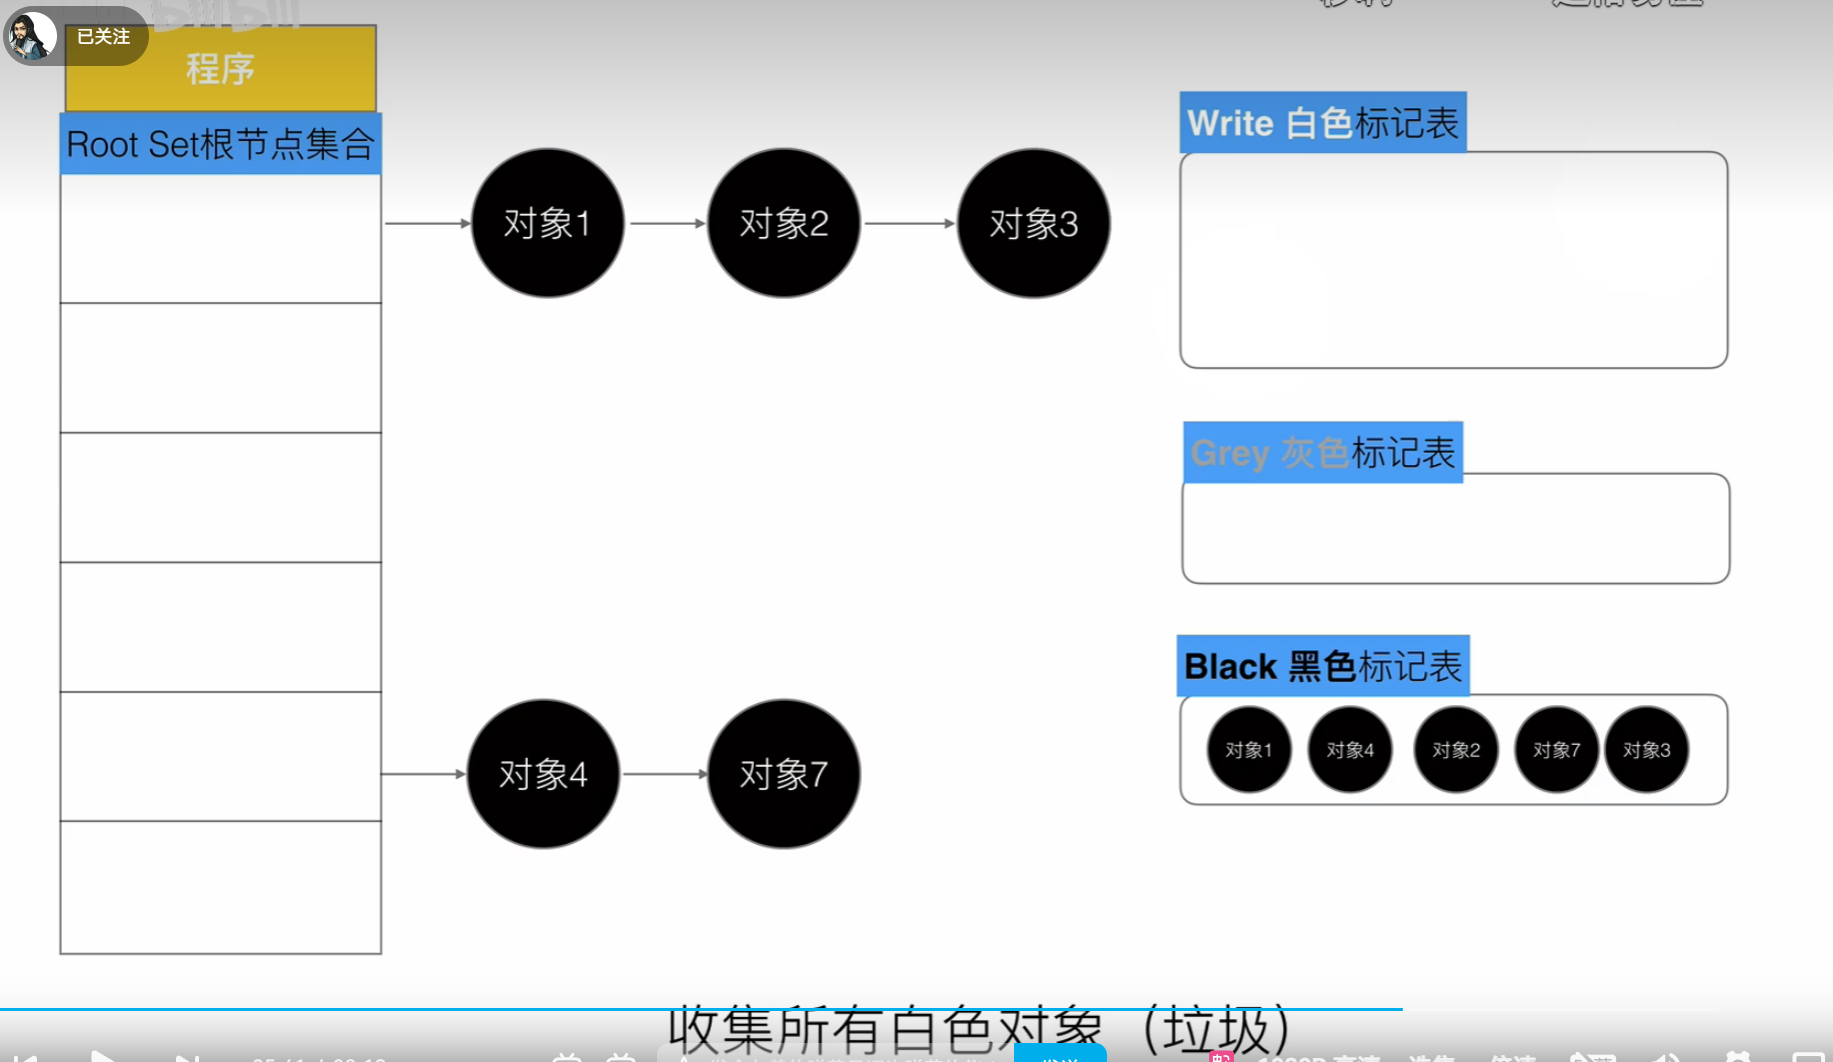 已关注
程序
Root Set根节点集合
对象1
对象2
对象3
对象4
对象7
Write 白色标记表
Grey 灰色标记表
Black 黑色标记表
对象1
对象4
对象2
对象7
对象3
收集所有白色对象（垃圾）